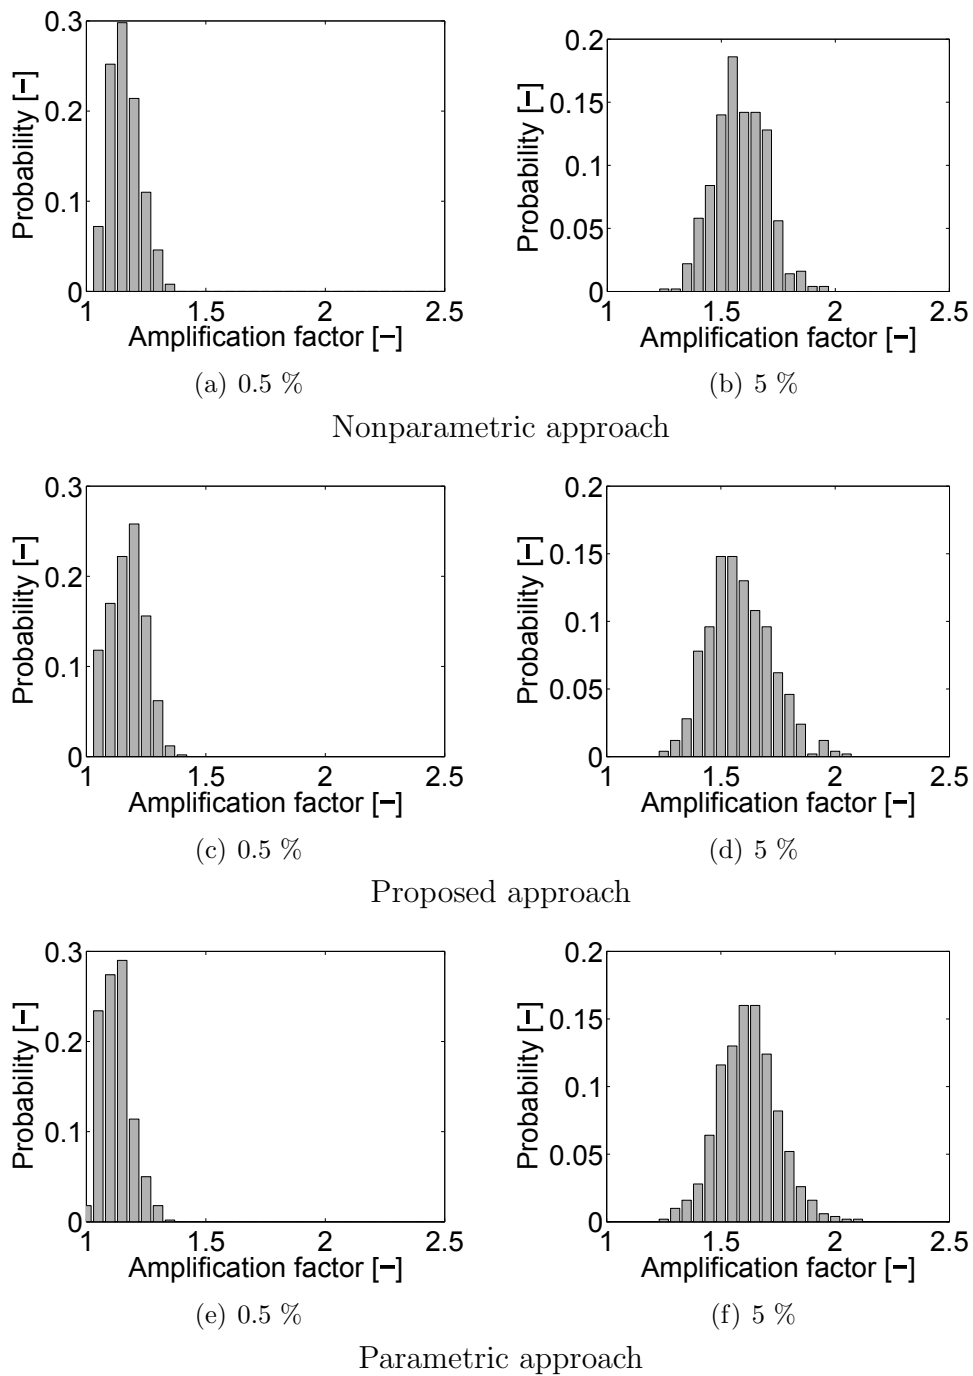 0.3
0.2
0.1
0
1 1.5 2 2.5
Probability [−]
Amplification factor [−]
(a) 0.5 %
0.2
0.15
0.1
0.05
0
1 1.5 2 2.5
Probability [−]
Amplification factor [−]
(b) 5 %
Nonparametric approach
0.3
0.2
0.1
0
1 1.5 2 2.5
Probability [−]
Amplification factor [−]
(c) 0.5 %
0.2
0.15
0.1
0.05
0
1 1.5 2 2.5
Probability [−]
Amplification factor [−]
(d) 5 %
Proposed approach
0.3
0.2
0.1
0
1 1.5 2 2.5
Probability [−]
Amplification factor [−]
(e) 0.5 %
0.2
0.15
0.1
0.05
0
1 1.5 2 2.5
Probability [−]
Amplification factor [−]
(f) 5 %
Parametric approach